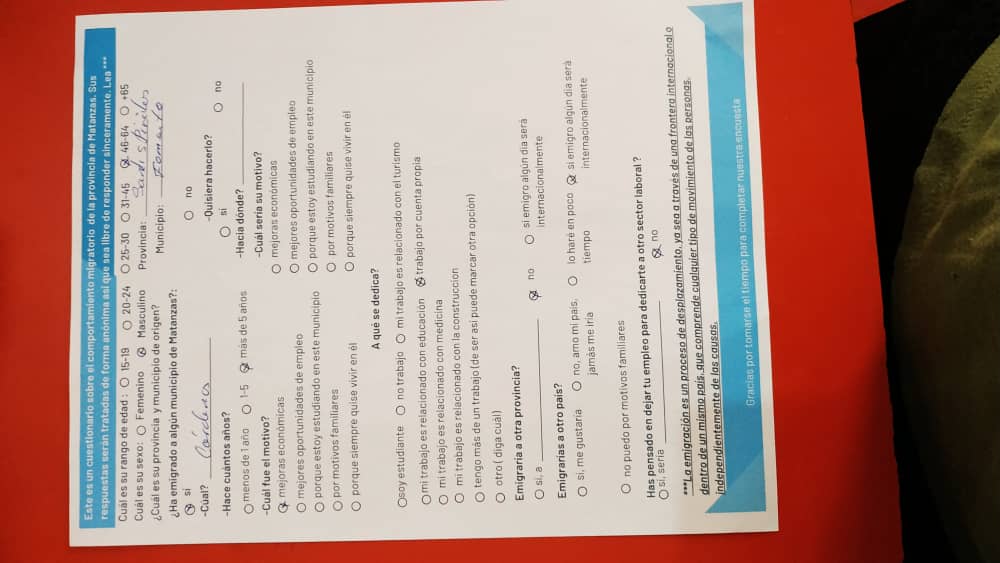 Este es un cuestionario sobre el comportamiento migratorio de la provincia de Matanzas. Sus
respuestas serán tratadas de forma anónima así que sea libre de responder sinceramente. Lea ***
Cuál es su rango de edad : ○ 15-19 ○ 20-24 ○ 25-30 ○ 31-45 ⊗ 46-64 ○ +65
Cuál es su sexo: ○ Femenino ⊗ Masculino
¿Cuál es su provincia y municipio de origen?
Provincia: Sancti Spíritus
Municipio: Fomento
¿Ha emigrado a algún municipio de Matanzas?:
⊗ si ○ no
-Cúal? Cárdenas
-Hace cuántos años?
○ menos de 1 año ○ 1-5 ⊗ más de 5 años
-Cuál fue el motivo?
⊗ mejoras económicas
○ mejores oportunidades de empleo
○ porque estoy estudiando en este municipio
○ por motivos familiares
○ porque siempre quise vivir en él
-Quisiera hacerlo?
○ si ○ no
-Hacia dónde?
-Cuál sería su motivo?
○ mejoras económicas
○ mejores oportunidades de empleo
○ porque estoy estudiando en este municipio
○ por motivos familiares
○ porque siempre quise vivir en él
A qué se dedica?
○ soy estudiante ○ no trabajo ○ mi trabajo es relacionado con el turismo
○ mi trabajo es relacionado con educación ⊗ trabajo por cuenta propia
○ mi trabajo es relacionado con medicina
○ mi trabajo es relacionado con la construccion
○ tengo más de un trabajo (de ser asi puede marcar otra opción)
○ otro ( diga cuál)
Emigraría a otra provincia?
○ si, a ⊗ no ○ si emigro algún dia será
internacionalmente
Emigrarías a otro país?
○ si, me gustaría ○ no, amo mi país, ○ lo haré en poco ⊗ si emigro algun dia será
jamás me iría tiempo internacionalmente
○ no puedo por motivos familiares
Has pensado en dejar tu empleo para dedicarte a otro sector laboral ?
○ si, sería ⊗ no
***La emigración es un proceso de desplazamiento, ya sea a través de una frontera internacional o
dentro de un mismo país, que comprende cualquier tipo de movimiento de las personas,
independientemente de las causas.
Gracias por tomarse el tiempo para completar nuestra encuesta